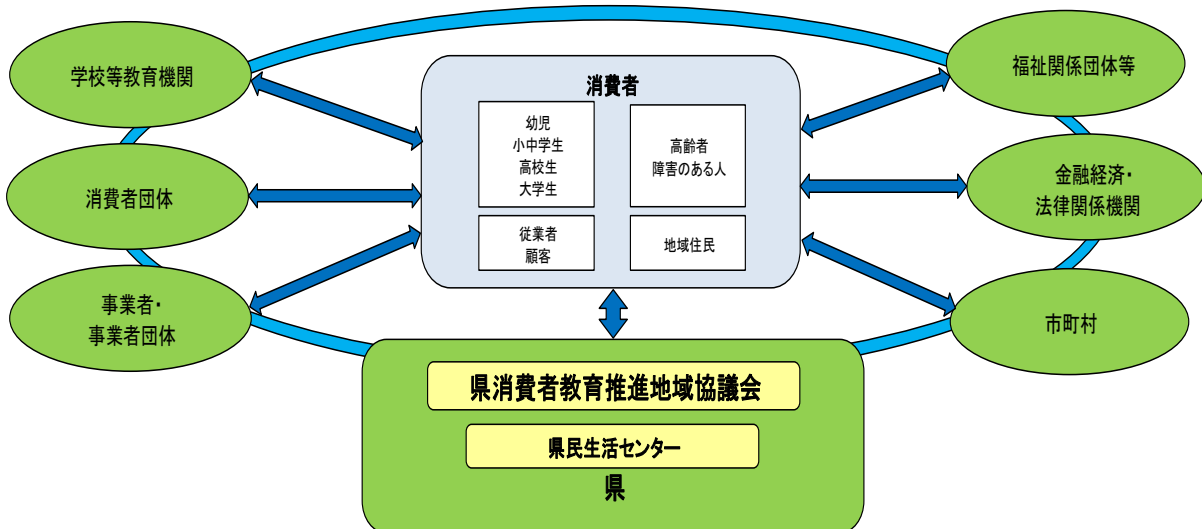 学校等教育機関
消費者団体
事業者・
事業者団体
消費者
幼児
小中学生
高校生
大学生
高齢者
障害のある人
従業者
顧客
地域住民
福祉関係団体等
金融経済・
法律関係機関
市町村
県消費者教育推進地域協議会
県民生活センター
県